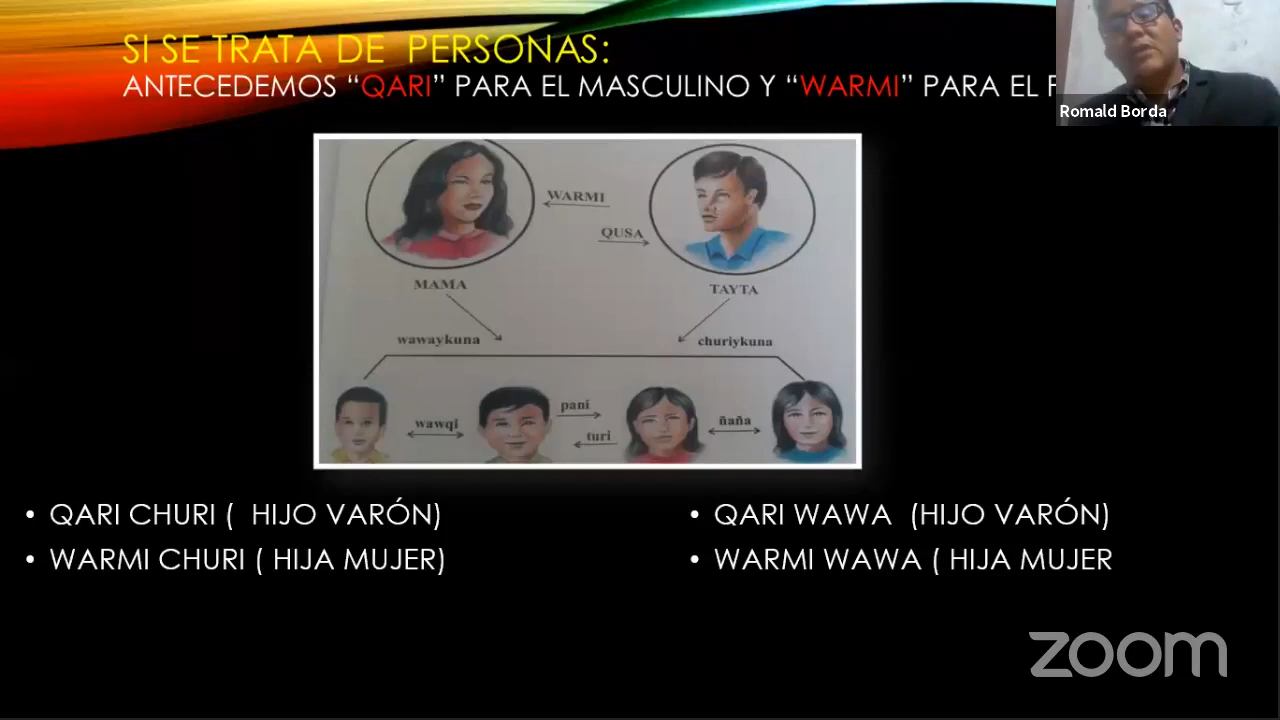 SI SE TRATA DE PERSONAS:
ANTECEDEMOS “QARI” PARA EL MASCULINO Y “WARMI” PARA EL
Romald Borda
WARMI
QUSA
MAMA
TAYTA
wawaykuna
churiykuna
wawqi
pani
turi
ñaña
• QARI CHURI ( HIJO VARÓN)
• WARMI CHURI ( HIJA MUJER)
• QARI WAWA (HIJO VARÓN)
• WARMI WAWA ( HIJA MUJER
zoom